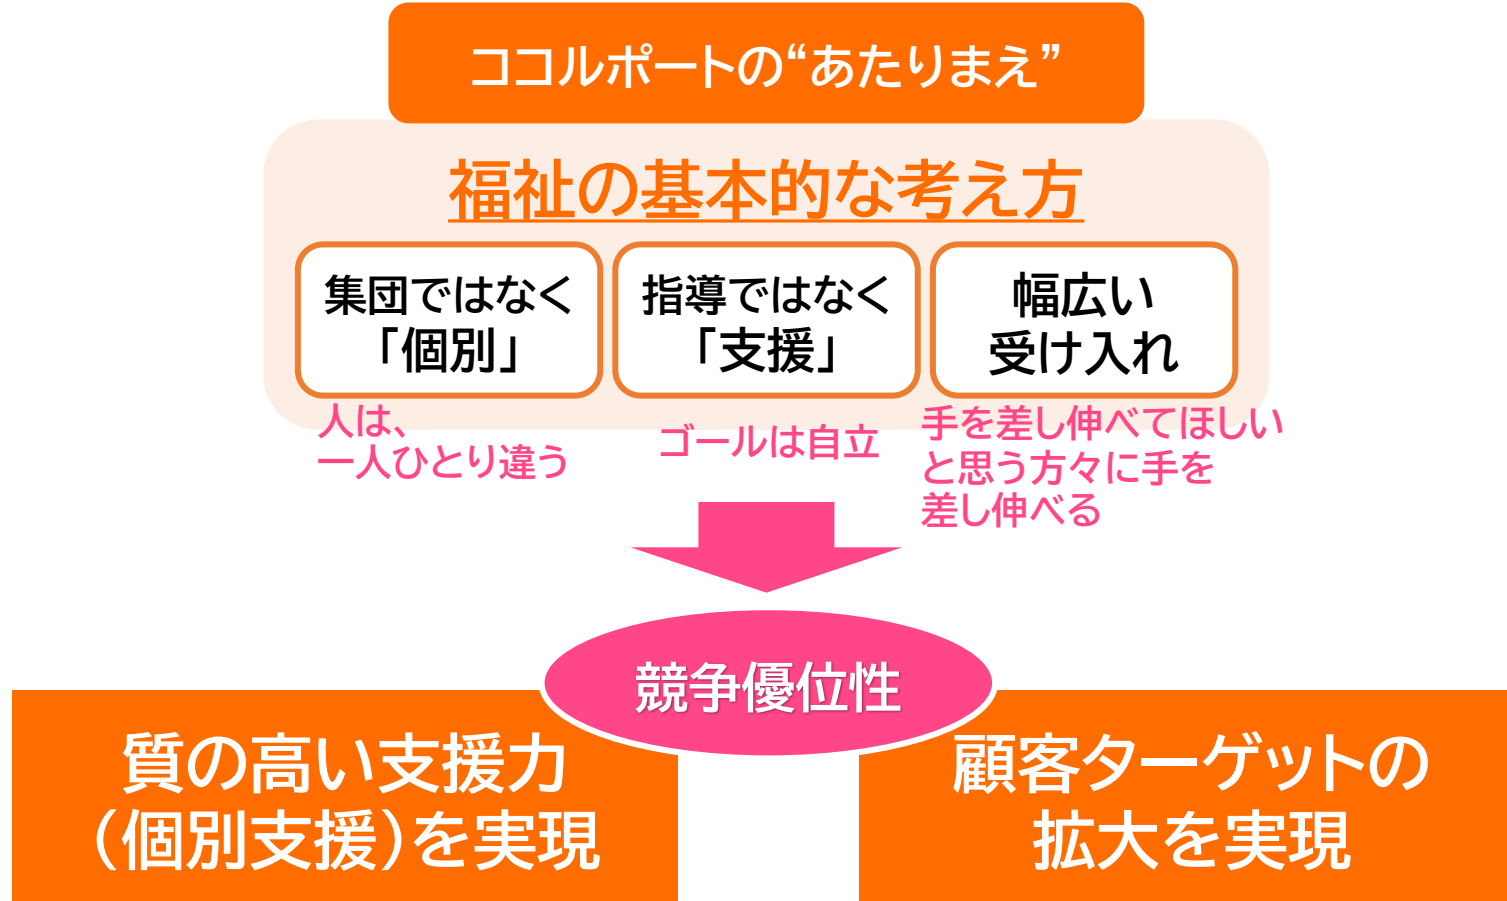 ココルポートの“あたりまえ”
福祉の基本的な考え方
集団ではなく
「個別」
人は、
一人ひとり違う
指導ではなく
「支援」
ゴールは自立
幅広い
受け入れ
手を差し伸べてほしい
と思う方々に手を
差し伸べる
競争優位性
質の高い支援力
（個別支援）を実現
顧客ターゲットの
拡大を実現